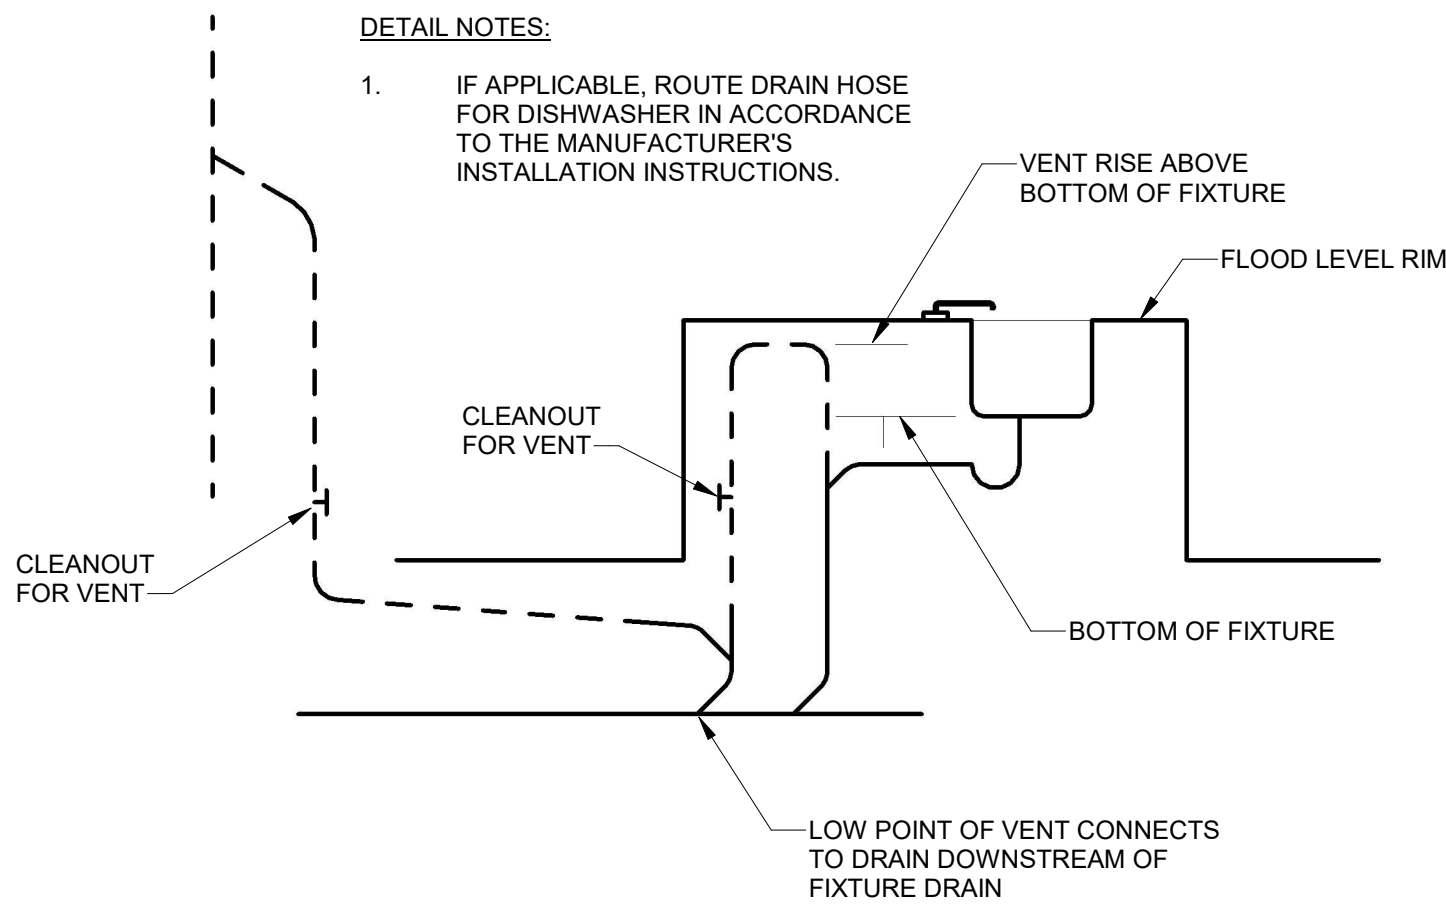 DETAIL NOTES:
1. IF APPLICABLE, ROUTE DRAIN HOSE
FOR DISHWASHER IN ACCORDANCE
TO THE MANUFACTURER'S
INSTALLATION INSTRUCTIONS.
VENT RISE ABOVE
BOTTOM OF FIXTURE
FLOOD LEVEL RIM
CLEANOUT
FOR VENT
CLEANOUT
FOR VENT
BOTTOM OF FIXTURE
LOW POINT OF VENT CONNECTS
TO DRAIN DOWNSTREAM OF
FIXTURE DRAIN